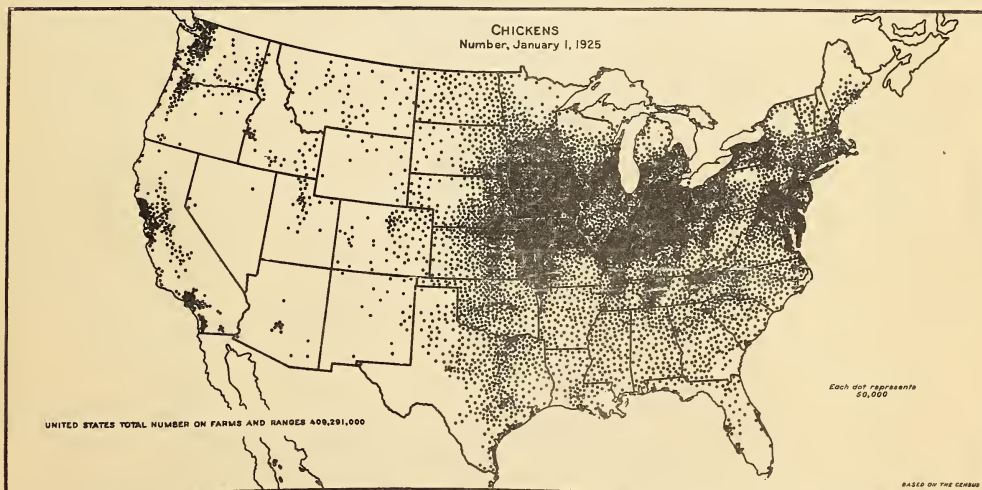 CHICKENS
Number, January 1, 1925
Each dot represents
50,000
UNITED STATES TOTAL NUMBER ON FARMS AND RANGES 409,291,000
BASED ON THE CENSUS